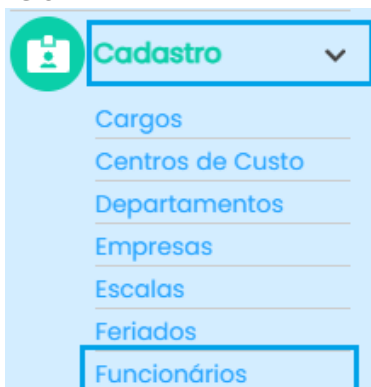 Cadastro
Cargos
Centros de Custo
Departamentos
Empresas
Escalas
Feriados
Funcionários